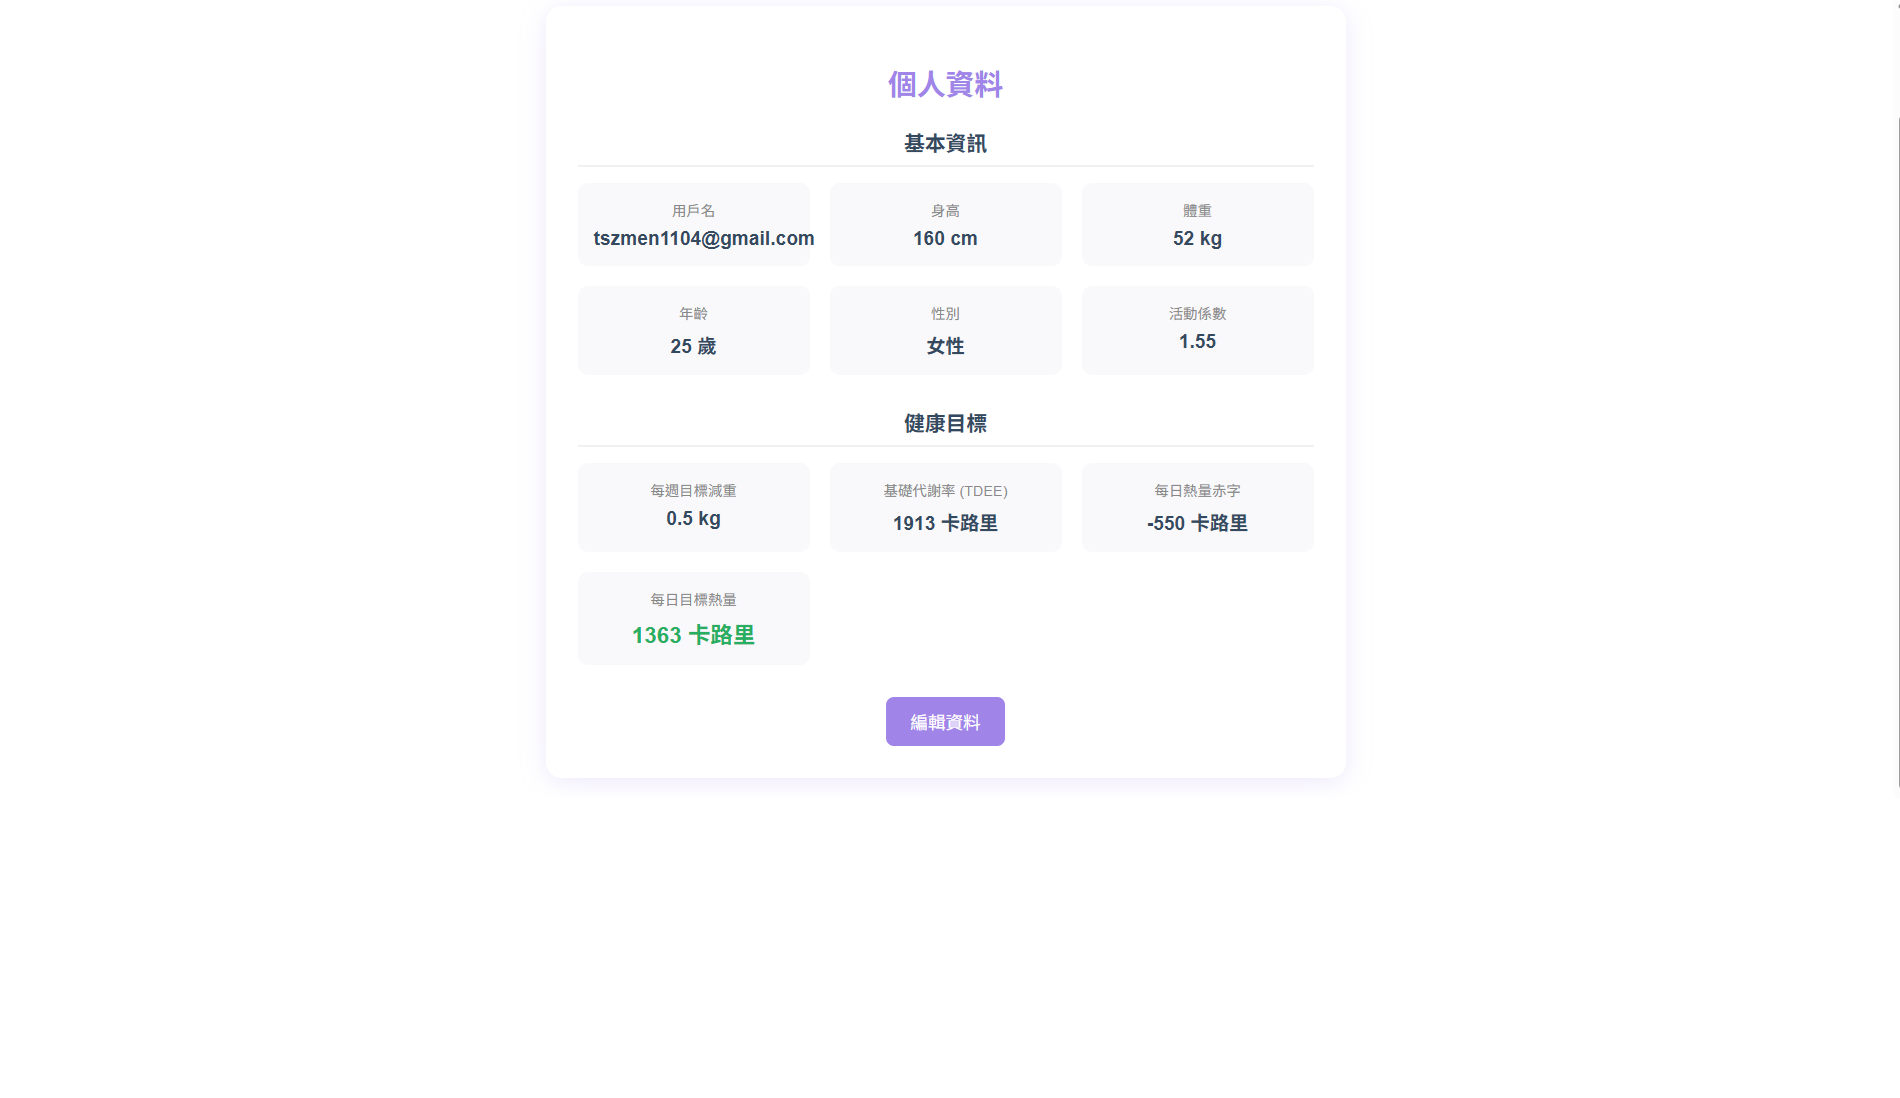 個人資料
基本資訊
用戶名
tszmen1104@gmail.com
身高
160 cm
體重
52 kg
年齡
25 歲
性別
女性
活動係數
1.55
健康目標
每週目標減重
0.5 kg
基礎代謝率 (TDEE)
1913 卡路里
每日熱量赤字
-550 卡路里
每日目標熱量
1363 卡路里
編輯資料